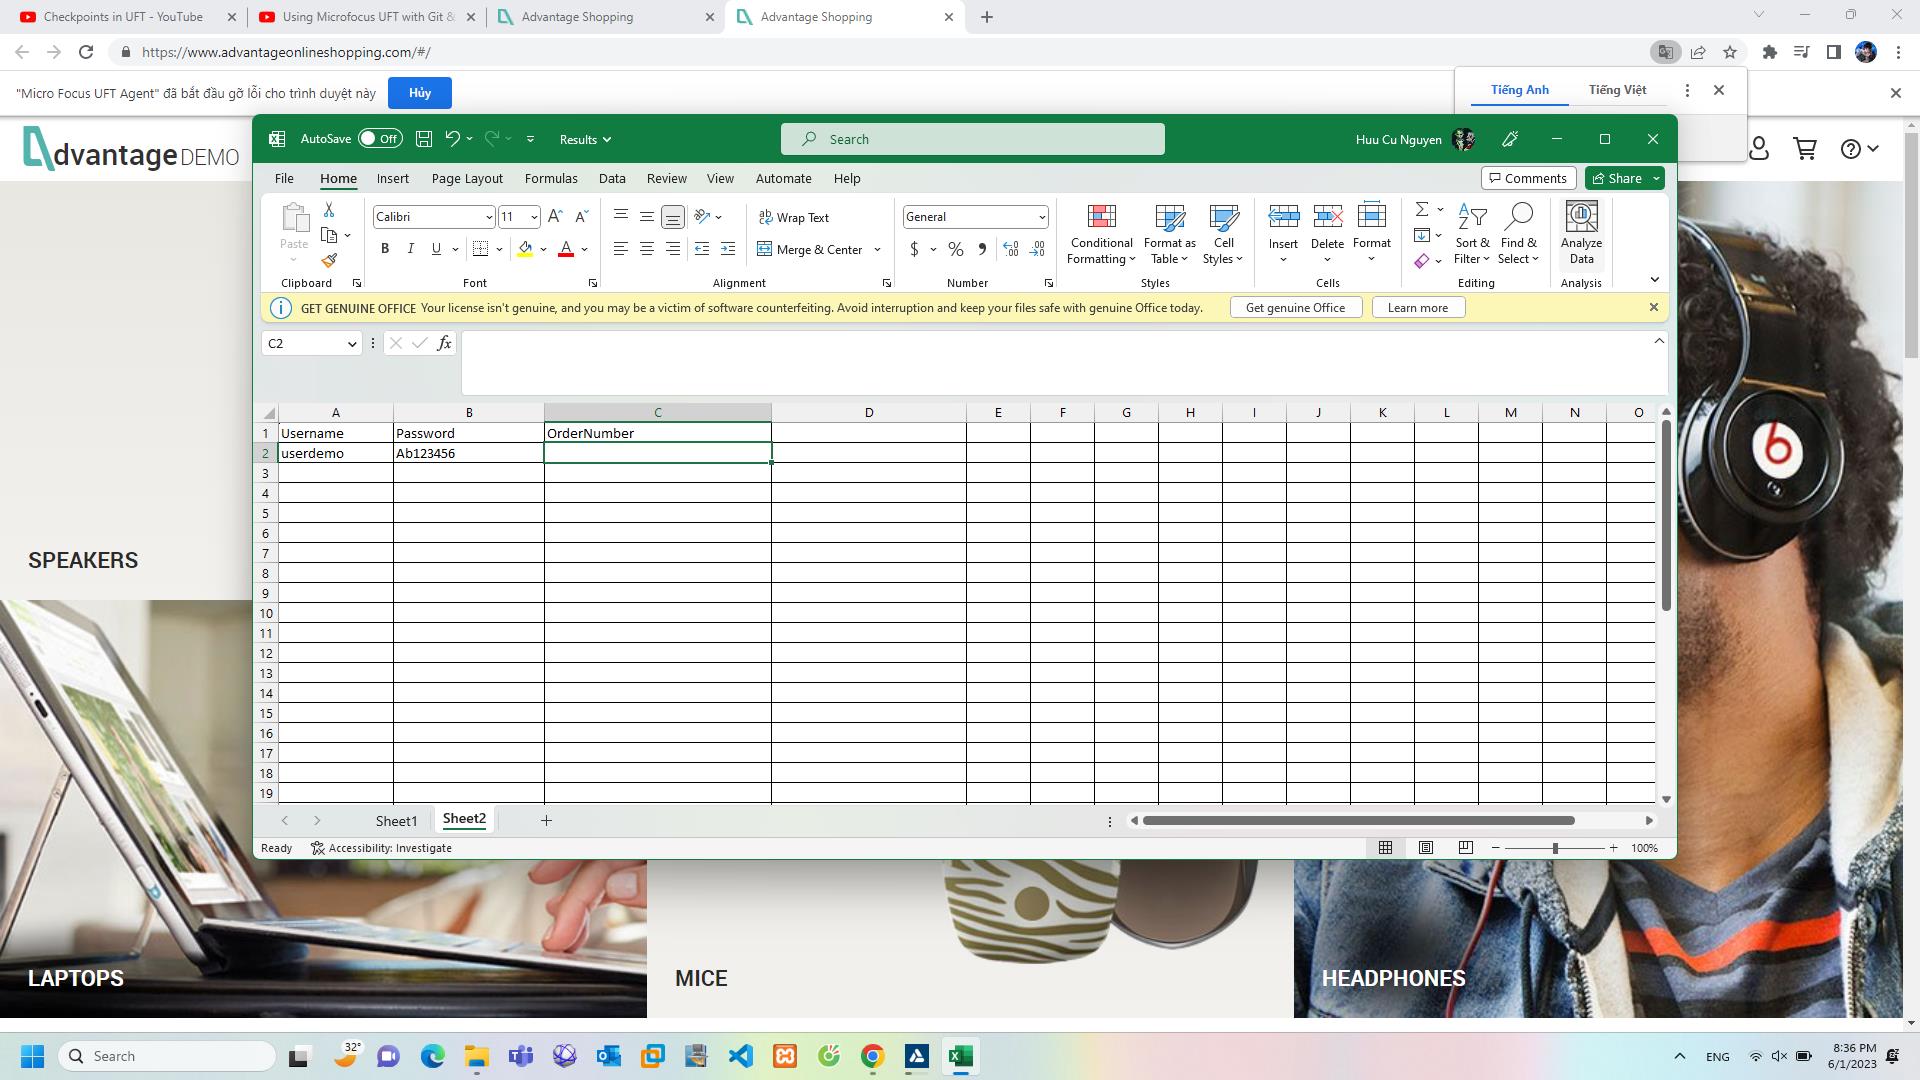 Checkpoints in UFT - YouTube
Using Microfocus UFT with Git &
Advantage Shopping
Advantage Shopping
https://www.advantageonlineshopping.com/#/
"Micro Focus UFT Agent" đã bắt đầu gỡ lỗi cho trình duyệt này
Hủy
Tiếng Anh
Tiếng Việt
dvantage DEMO
AutoSave
Off
Results
Search
Huu Cu Nguyen
File
Home
Insert
Page Layout
Formulas
Data
Review
View
Automate
Help
Comments
Share
Paste
Calibri
11
Wrap Text
Merge & Center
General
Conditional
Formatting
Format as
Table
Cell
Styles
Insert
Delete
Format
Sort &
Filter
Find &
Select
Analyze
Data
Clipboard
Font
Alignment
Number
Styles
Cells
Editing
Analysis
GET GENUINE OFFICE Your license isn't genuine, and you may be a victim of software counterfeiting. Avoid interruption and keep your files safe with genuine Office today.
Get genuine Office
Learn more
C2
fx
A B C D E F G H I J K L M N O
1 Username Password OrderNumber
2 userdemo Ab123456
3
4
5
6
7
8
9
10
11
12
13
14
15
16
17
18
19
Sheet1
Sheet2
Ready
Accessibility: Investigate
100%
SPEAKERS
LAPTOPS
MICE
HEADPHONES
32°
Search
ENG
8:36 PM
6/1/2023